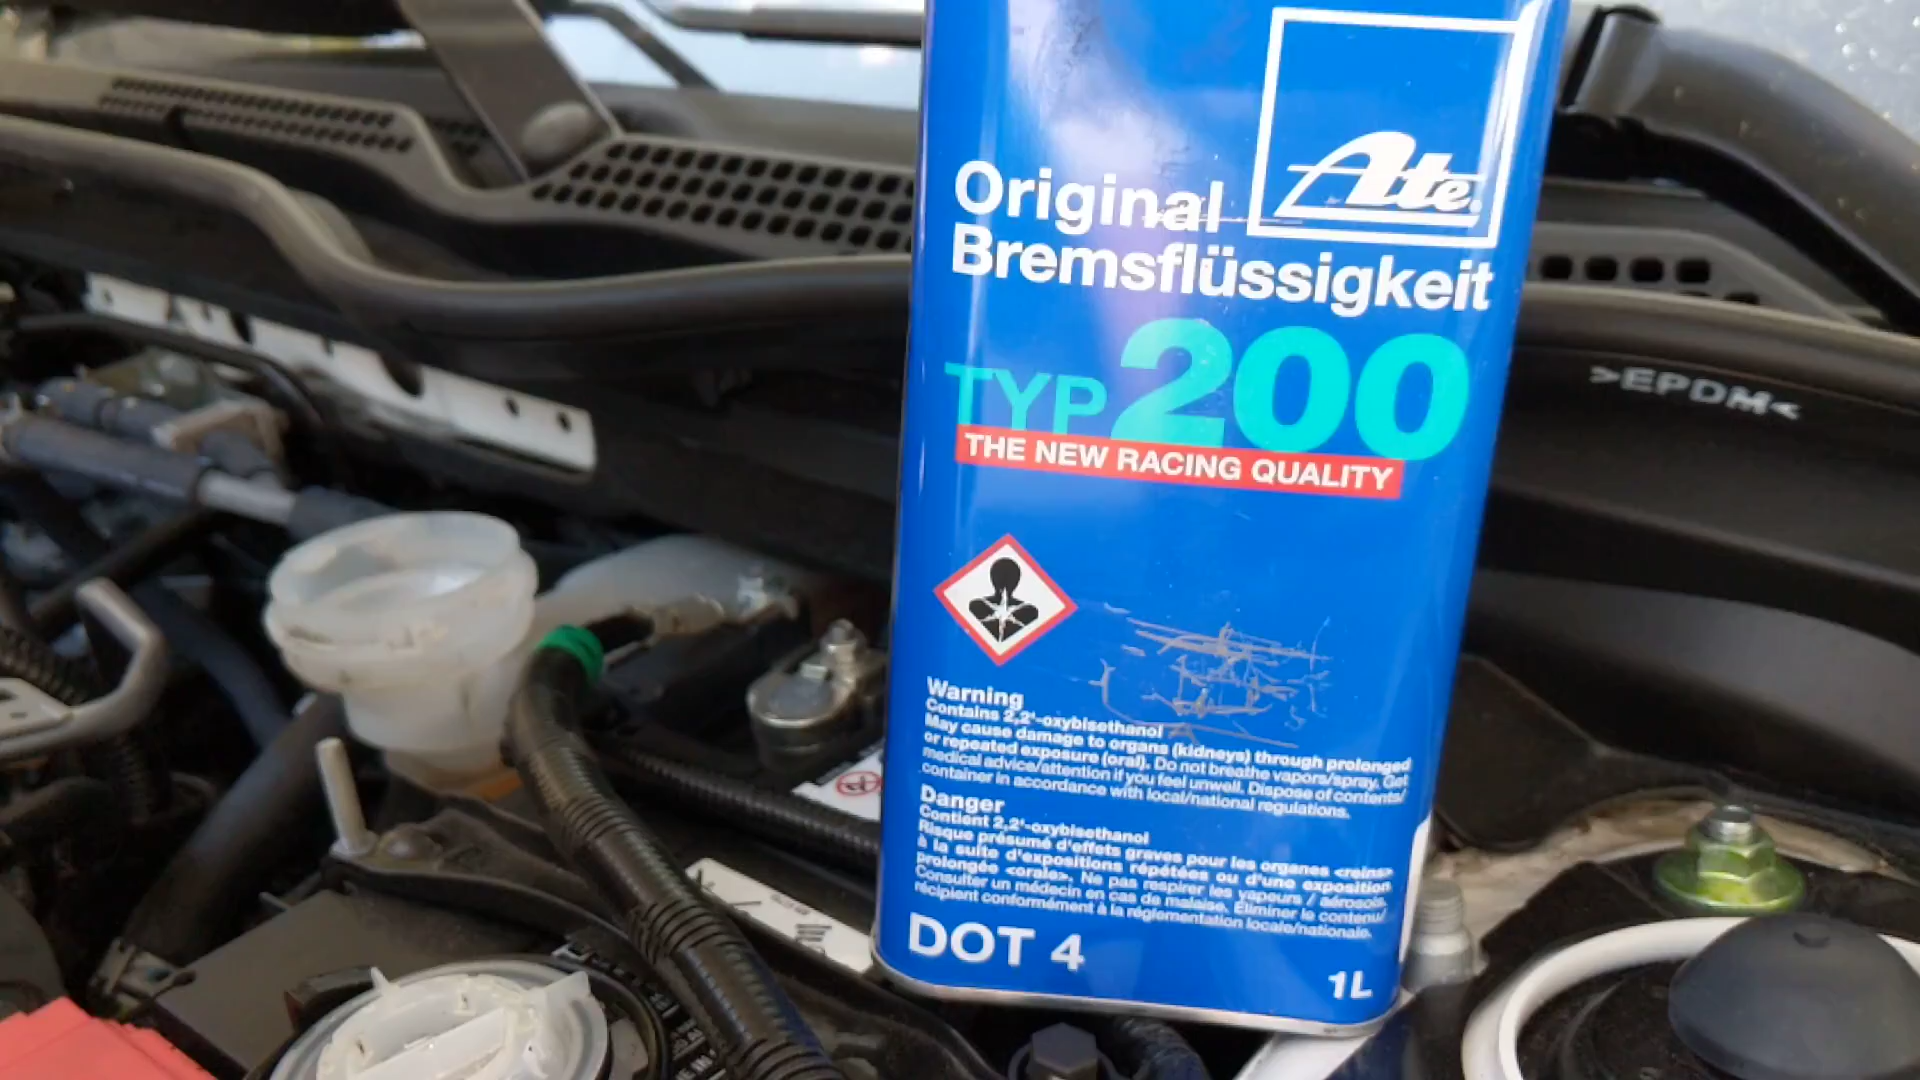 Ate
Original
Bremsflüssigkeit
TYP 200
THE NEW RACING QUALITY
>EPDM<
Warning
Contains 2,2'-oxybisethanol
May cause damage to organs (kidneys) through prolonged
or repeated exposure (oral). Do not breathe vapors/spray. Get
medical advice/attention if you feel unwell. Dispose of contents/
container in accordance with local/national regulations.
Danger
Contient 2,2'-oxybisethanol
Risque présumé d'effets graves pour les organes <reins>
à la suite d'expositions répétées ou d'une exposition
prolongée <orale>. Ne pas respirer les vapeurs / aérosols.
Consulter un médecin en cas de malaise. Éliminer le contenu/
récipient conformément à la réglementation locale/nationale.
DOT 4
1L